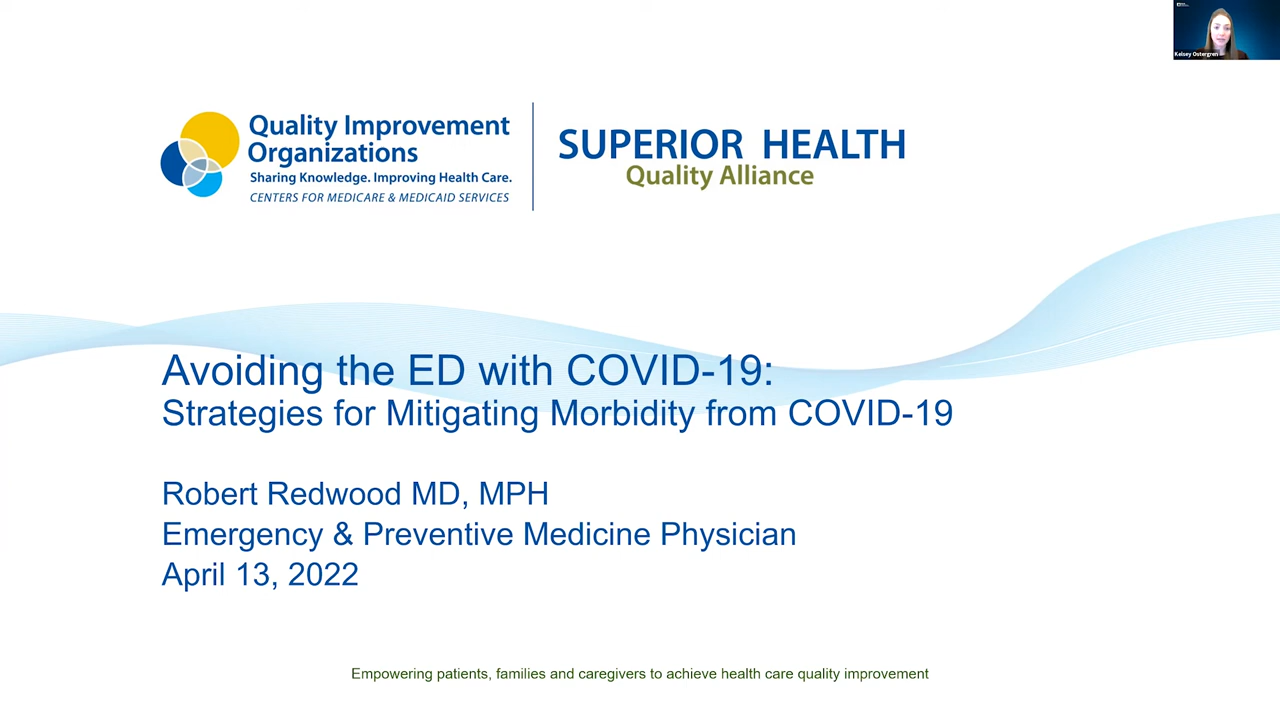 Kelsey Ostergren
Quality Improvement
Organizations
Sharing Knowledge. Improving Health Care.
CENTERS FOR MEDICARE & MEDICAID SERVICES
SUPERIOR HEALTH
Quality Alliance
Avoiding the ED with COVID-19:
Strategies for Mitigating Morbidity from COVID-19
Robert Redwood MD, MPH
Emergency & Preventive Medicine Physician
April 13, 2022
Empowering patients, families and caregivers to achieve health care quality improvement